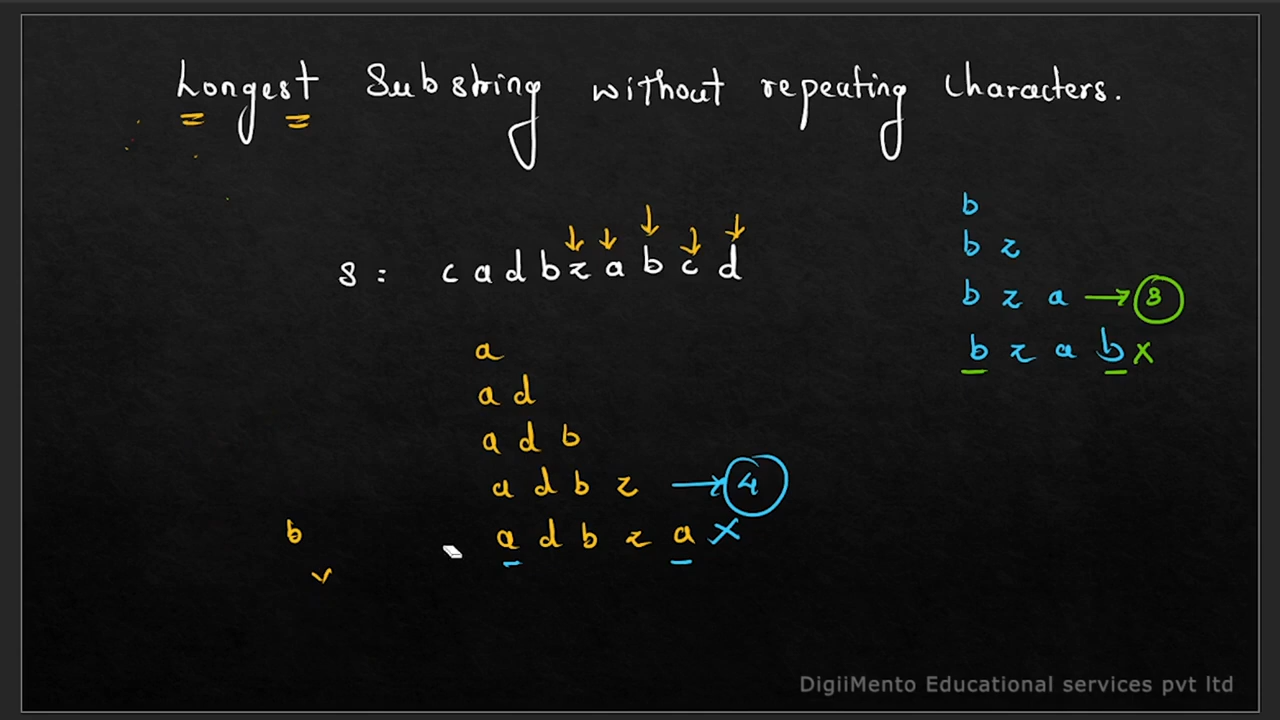 Longest Substring without repeating characters.
s : c a d b z a b c d
a
a d
a d b
a d b z → 4
a d b z a X
b
b
b z
b z a → 3
b z a b X
DigiiMento Educational services pvt ltd